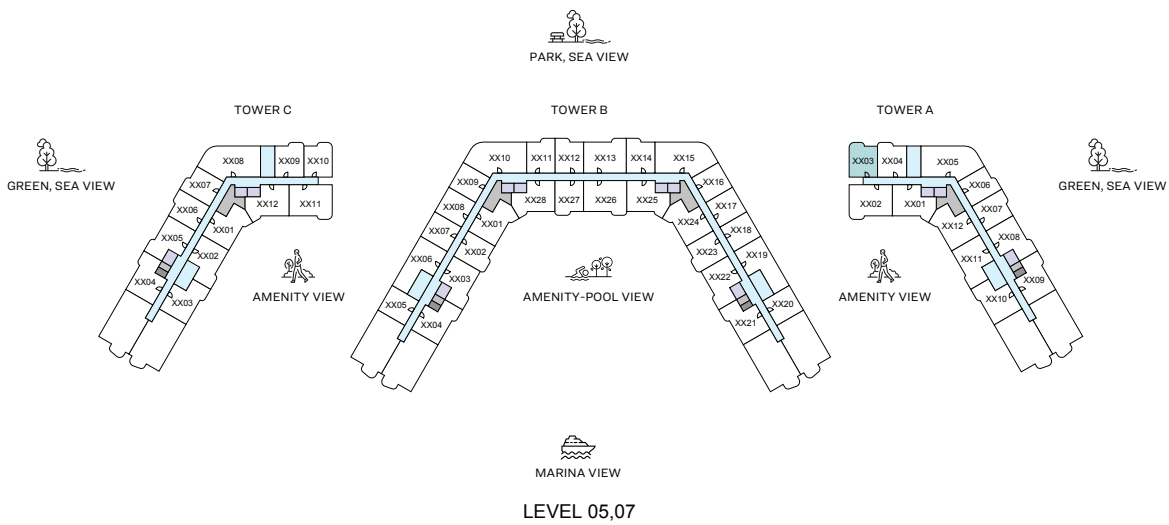 PARK, SEA VIEW
TOWER C
TOWER B
TOWER A
GREEN, SEA VIEW
GREEN, SEA VIEW
XX08
XX09
XX10
XX07
XX06
XX05
XX04
XX01
XX02
XX03
XX12
XX11
XX10
XX11
XX12
XX13
XX14
XX15
XX09
XX08
XX07
XX06
XX05
XX04
XX03
XX02
XX01
XX28
XX27
XX26
XX25
XX24
XX23
XX22
XX21
XX16
XX17
XX18
XX19
XX20
XX03
XX04
XX05
XX02
XX01
XX06
XX07
XX08
XX09
XX12
XX11
XX10
AMENITY VIEW
AMENITY-POOL VIEW
AMENITY VIEW
MARINA VIEW
LEVEL 05,07